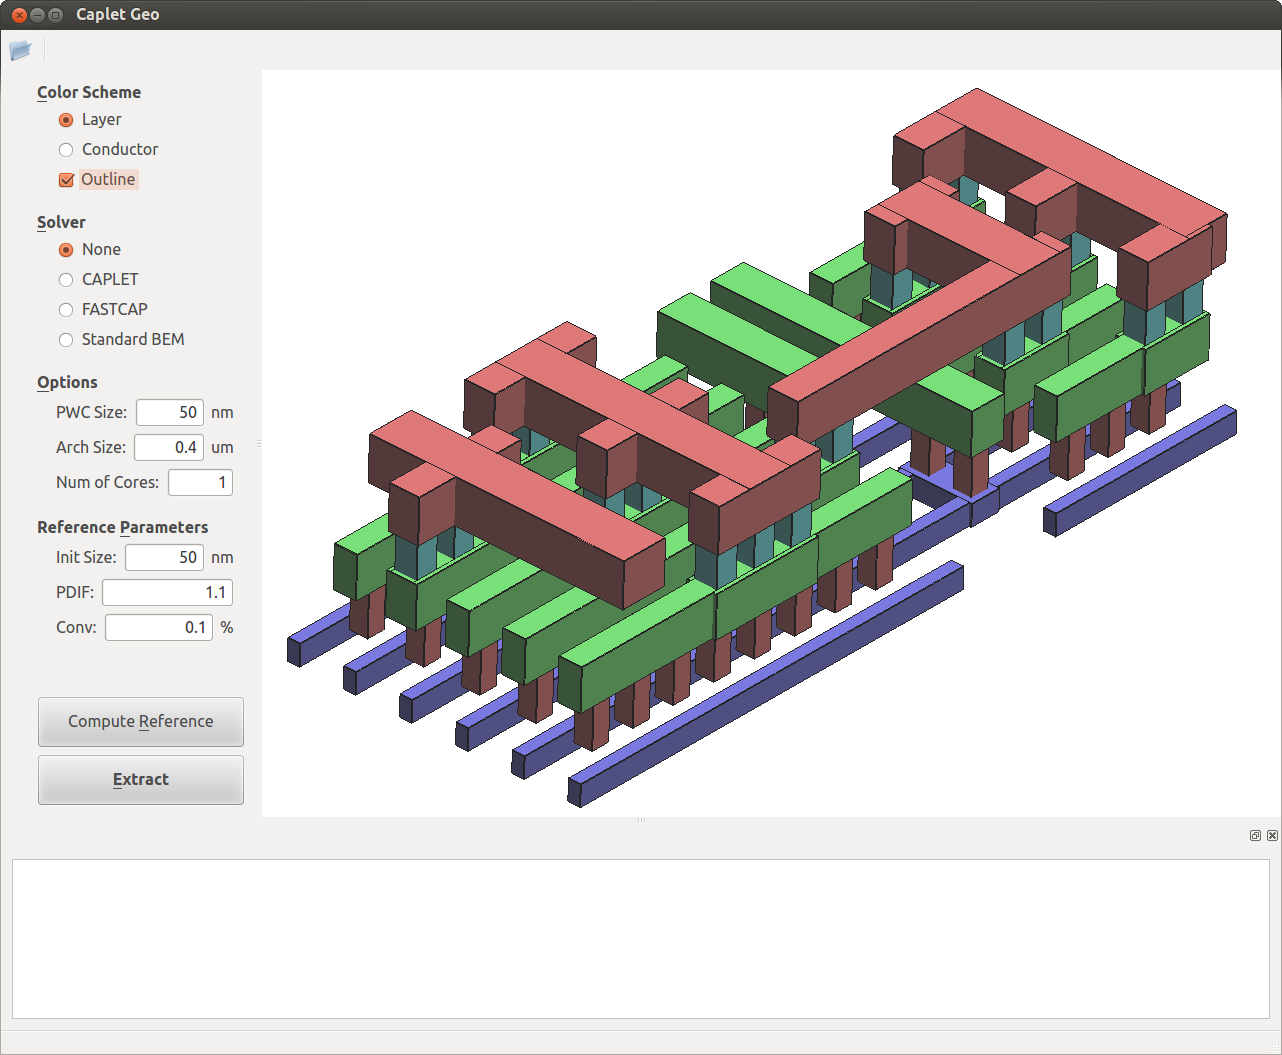 Caplet Geo
Color Scheme
Layer
Conductor
Outline
Solver
None
CAPLET
FASTCAP
Standard BEM
Options
PWC Size: 50 nm
Arch Size: 0.4 um
Num of Cores: 1
Reference Parameters
Init Size: 50 nm
PDIF: 1.1
Conv: 0.1 %
Compute Reference
Extract